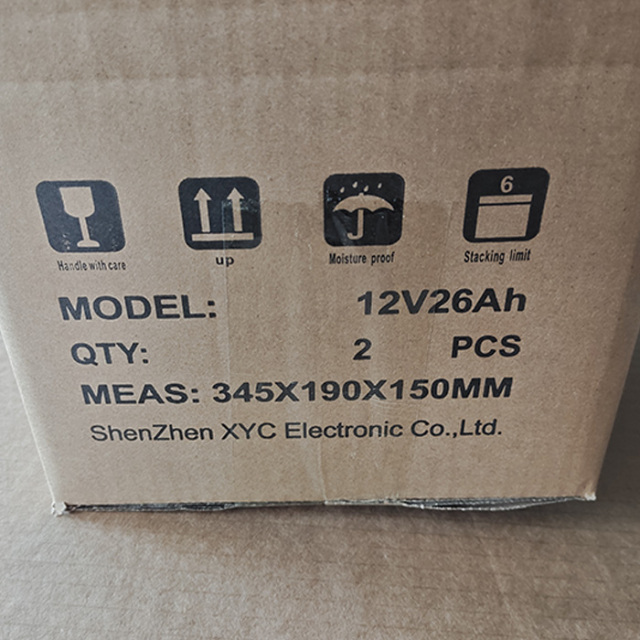 6
Handle with care
up
Moisture proof
Stacking limit
MODEL: 12V26Ah
QTY: 2 PCS
MEAS: 345X190X150MM
ShenZhen XYC Electronic Co.,Ltd.